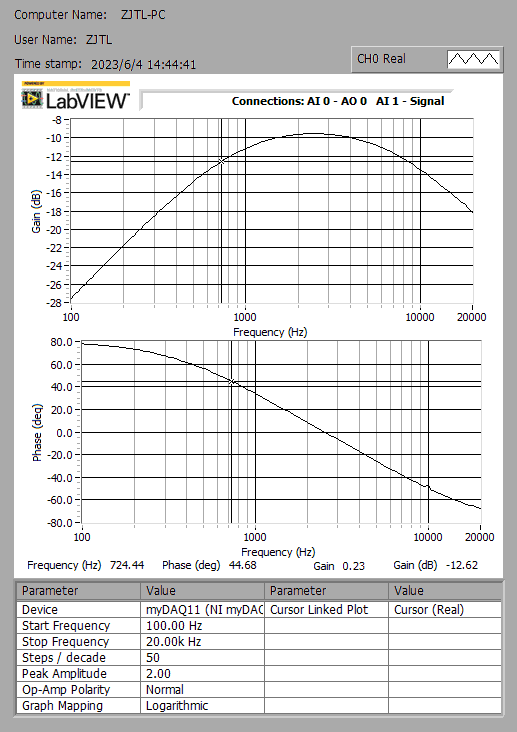 Computer Name: ZJTL-PC
User Name: ZJTL
Time stamp: 2023/6/4 14:44:41
CH0 Real
POWERED BY NATIONAL INSTRUMENTS
LabVIEW™
Connections: AI 0 - AO 0 AI 1 - Signal
-8
-10
-12
-14
-16
-18
-20
-22
-24
-26
-28
Gain (dB)
100 1000 10000 20000
Frequency (Hz)
80.0
60.0
40.0
20.0
0.0
-20.0
-40.0
-60.0
-80.0
Phase (deg)
100 1000 10000 20000
Frequency (Hz)
Frequency (Hz) 724.44 Phase (deg) 44.68 Gain 0.23 Gain (dB) -12.62
Parameter Value Parameter Value
Device myDAQ11 (NI myDAQ Cursor Linked Plot Cursor (Real)
Start Frequency 100.00 Hz
Stop Frequency 20.00k Hz
Steps / decade 50
Peak Amplitude 2.00
Op-Amp Polarity Normal
Graph Mapping Logarithmic